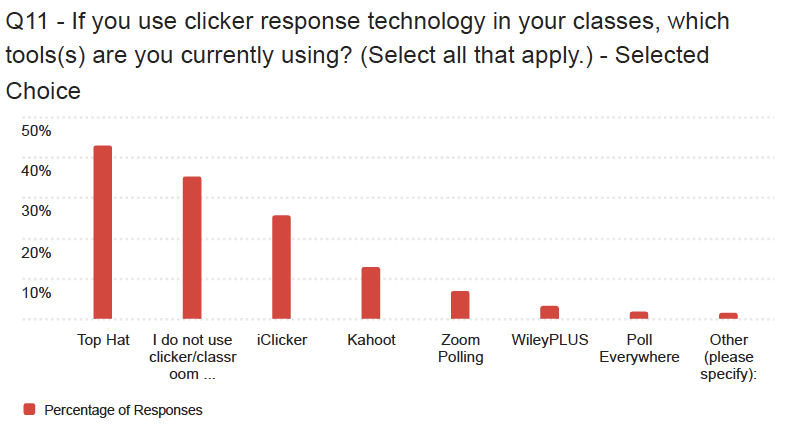 Q11 - If you use clicker response technology in your classes, which
tools(s) are you currently using? (Select all that apply.) - Selected
Choice
50%
40%
30%
20%
10%
Top Hat
I do not use
clicker/classr
oom ...
iClicker
Kahoot
Zoom
Polling
WileyPLUS
Poll
Everywhere
Other
(please
specify):
Percentage of Responses